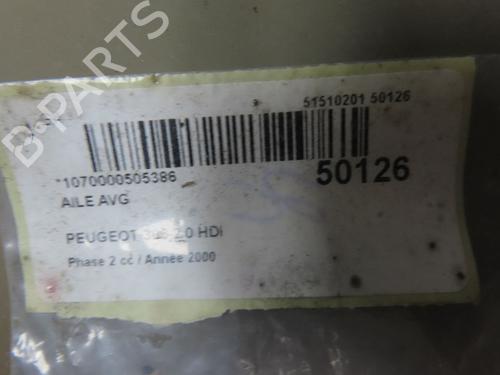 B-PARTS
51510201 50126
*1070000505386
50126
AILE AVG
PEUGEOT 2.0 HDi
Phase 2 cc / Année 2000